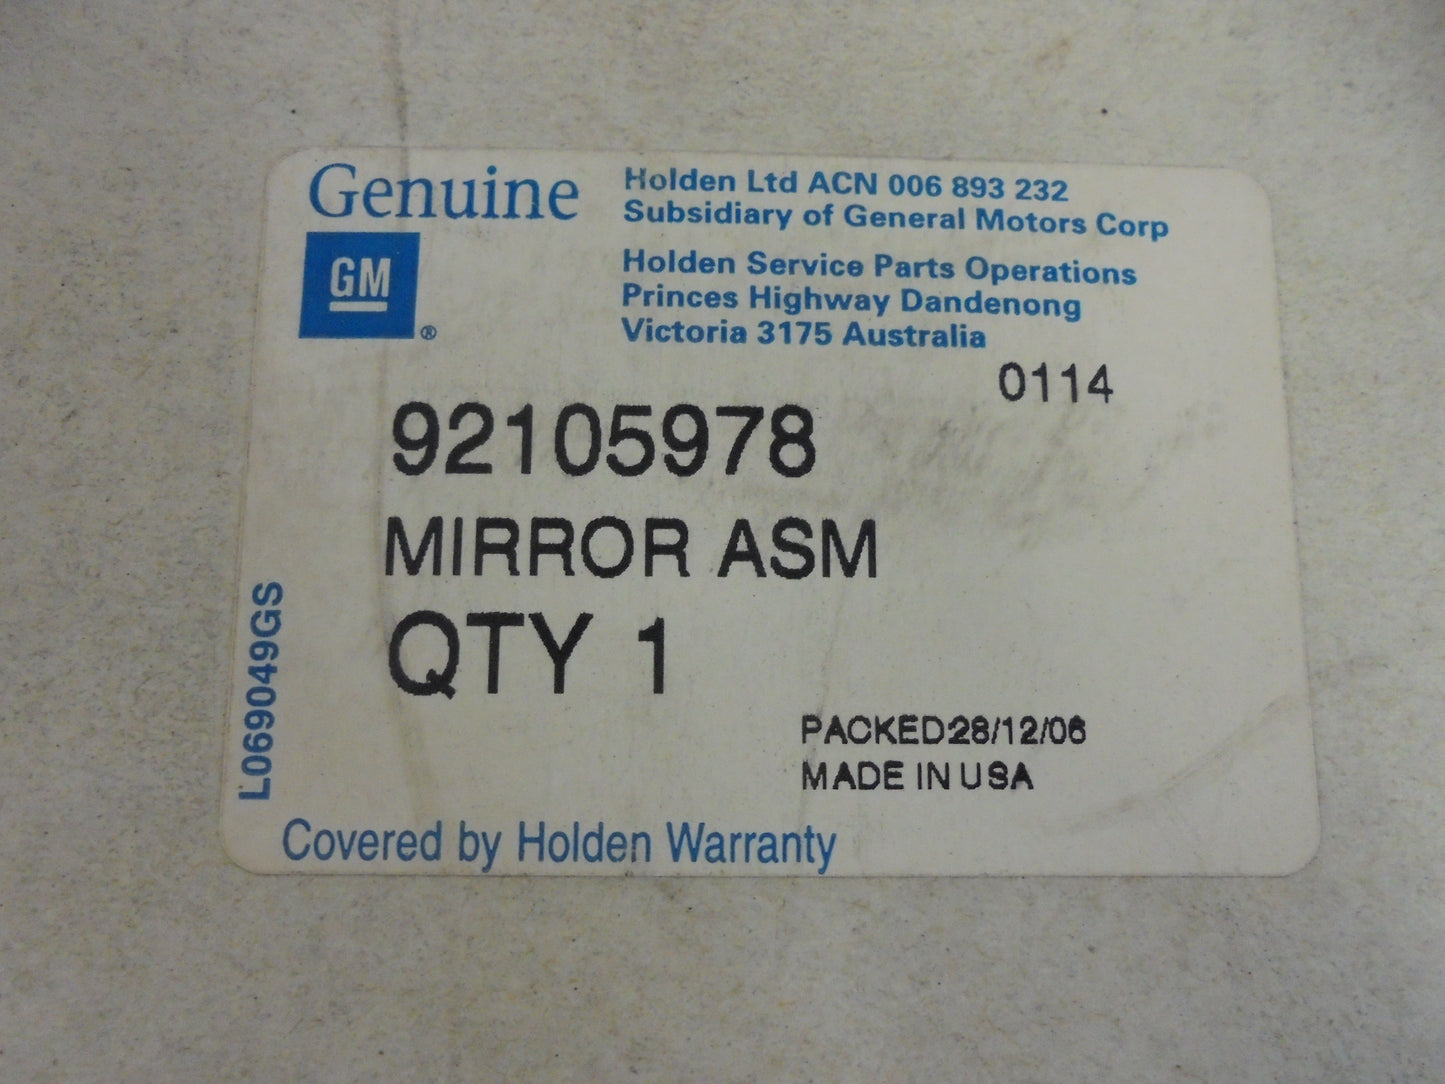 Genuine
GM
®
Holden Ltd ACN 006 893 232
Subsidiary of General Motors Corp
Holden Service Parts Operations
Princes Highway Dandenong
Victoria 3175 Australia
0114
92105978
MIRROR ASM
QTY 1
L069049GS
PACKED28/12/06
MADE IN USA
Covered by Holden Warranty